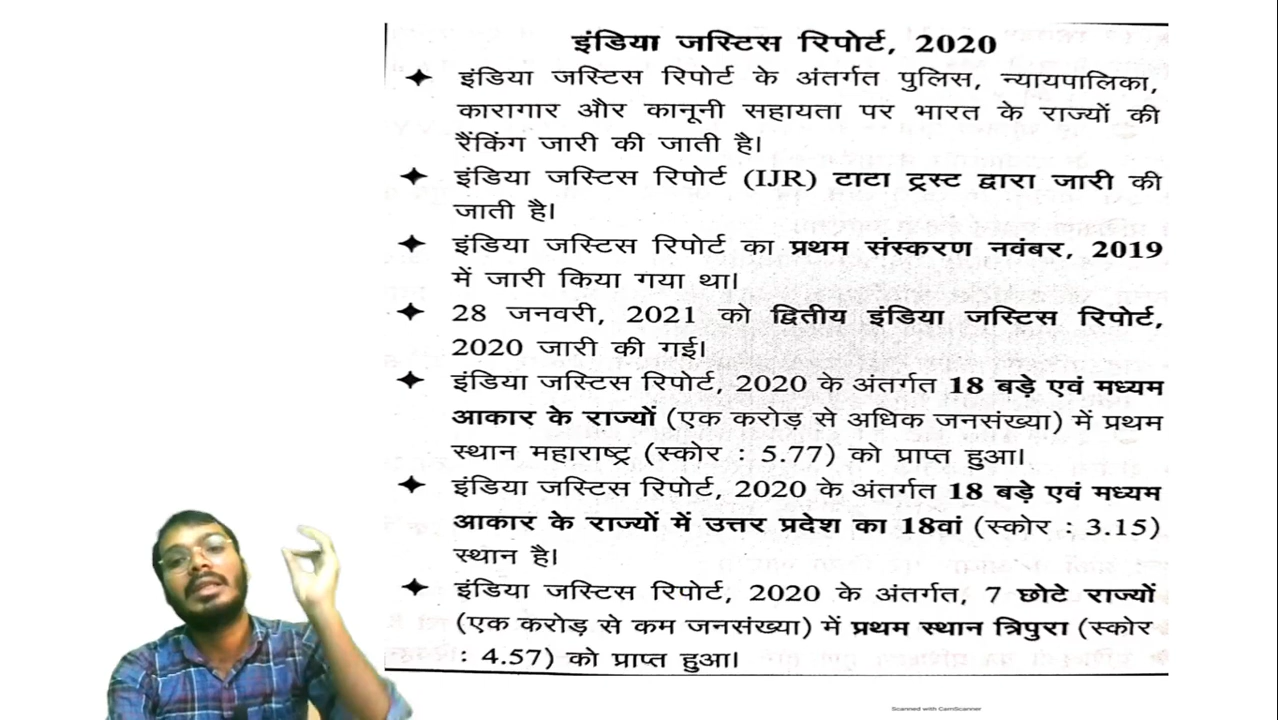 इंडिया जस्टिस रिपोर्ट, 2020
✦ इंडिया जस्टिस रिपोर्ट के अंतर्गत पुलिस, न्यायपालिका,
कारागार और कानूनी सहायता पर भारत के राज्यों की
रैंकिंग जारी की जाती है।
✦ इंडिया जस्टिस रिपोर्ट (IJR) टाटा ट्रस्ट द्वारा जारी की
जाती है।
✦ इंडिया जस्टिस रिपोर्ट का प्रथम संस्करण नवंबर, 2019
में जारी किया गया था।
✦ 28 जनवरी, 2021 को द्वितीय इंडिया जस्टिस रिपोर्ट,
2020 जारी की गई।
✦ इंडिया जस्टिस रिपोर्ट, 2020 के अंतर्गत 18 बड़े एवं मध्यम
आकार के राज्यों (एक करोड़ से अधिक जनसंख्या) में प्रथम
स्थान महाराष्ट्र (स्कोर : 5.77) को प्राप्त हुआ।
✦ इंडिया जस्टिस रिपोर्ट, 2020 के अंतर्गत 18 बड़े एवं मध्यम
आकार के राज्यों में उत्तर प्रदेश का 18वां (स्कोर : 3.15)
स्थान है।
✦ इंडिया जस्टिस रिपोर्ट, 2020 के अंतर्गत, 7 छोटे राज्यों
(एक करोड़ से कम जनसंख्या) में प्रथम स्थान त्रिपुरा (स्कोर
: 4.57) को प्राप्त हुआ।
Scanned with CamScanner